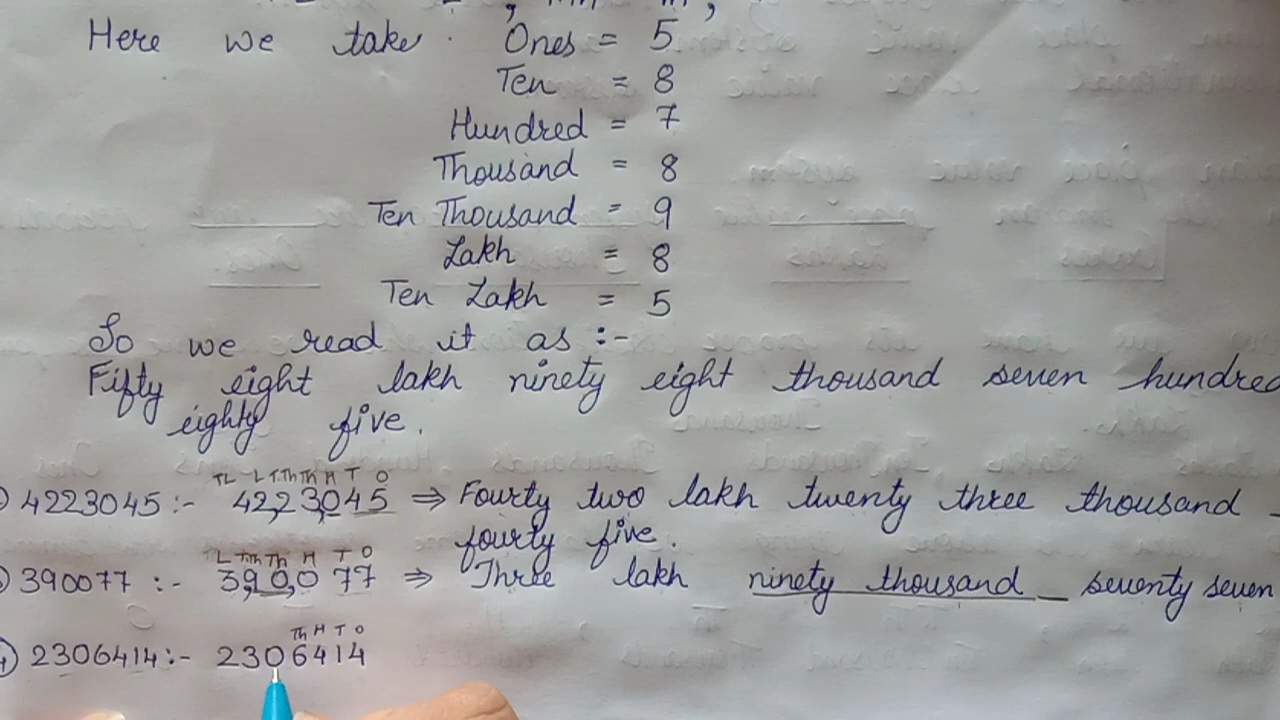 Here we take Ones = 5
Ten = 8
Hundred = 7
Thousand = 8
Ten Thousand = 9
Lakh = 8
Ten Lakh = 5
So we read it as :-
Fifty eight lakh ninety eight thousand seven hundred
eighty five.
TL L T.Th Th H T O
4223045 :- 42,23,045 ⇒ Fourty two lakh twenty three thousand _
fourty five.
L TTh Th H T O
390077 :- 3,90,077 ⇒ Three lakh ninety thousand _ seventy seven
Th H T O
2306414 :- 2306414